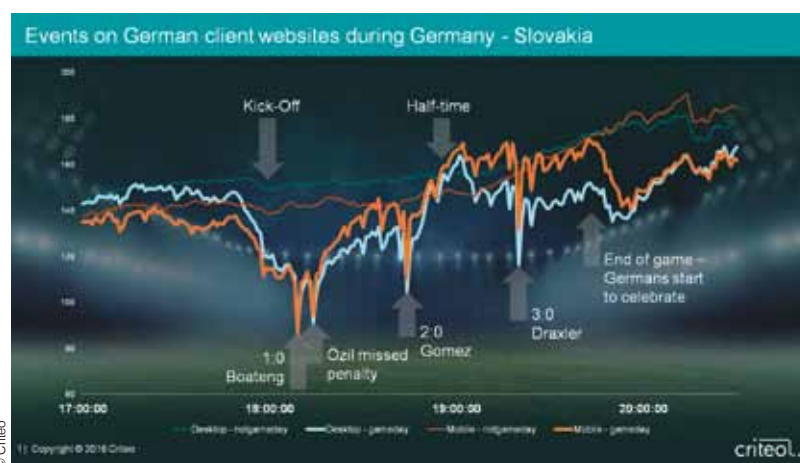 Events on German client websites during Germany - Slovakia
Kick-Off
Half-time
End of game –
Germans start
to celebrate
3:0
Draxler
2:0
Gomez
1:0
Boateng
Özil missed
penalty
17:00:00
18:00:00
19:00:00
20:00:00
Desktop - notgameday
Desktop - gameday
Mobile - notgameday
Mobile - gameday
Copyright © 2016 Criteo
criteol.
© Criteo